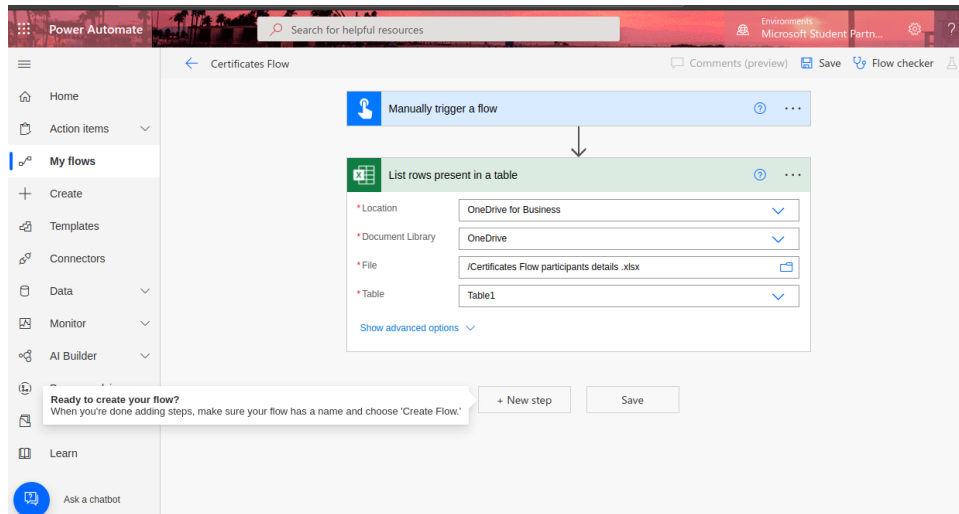 Power Automate
Search for helpful resources
Environments
Microsoft Student Partn...
?
Certificates Flow
Comments (preview)
Save
Flow checker
Home
Action items
My flows
Create
Templates
Connectors
Data
Monitor
AI Builder
Learn
Ask a chatbot
Manually trigger a flow
?
...
List rows present in a table
?
...
*Location
OneDrive for Business
*Document Library
OneDrive
*File
/Certificates Flow participants details .xlsx
*Table
Table1
Show advanced options
Ready to create your flow?
When you're done adding steps, make sure your flow has a name and choose 'Create Flow.'
+ New step
Save